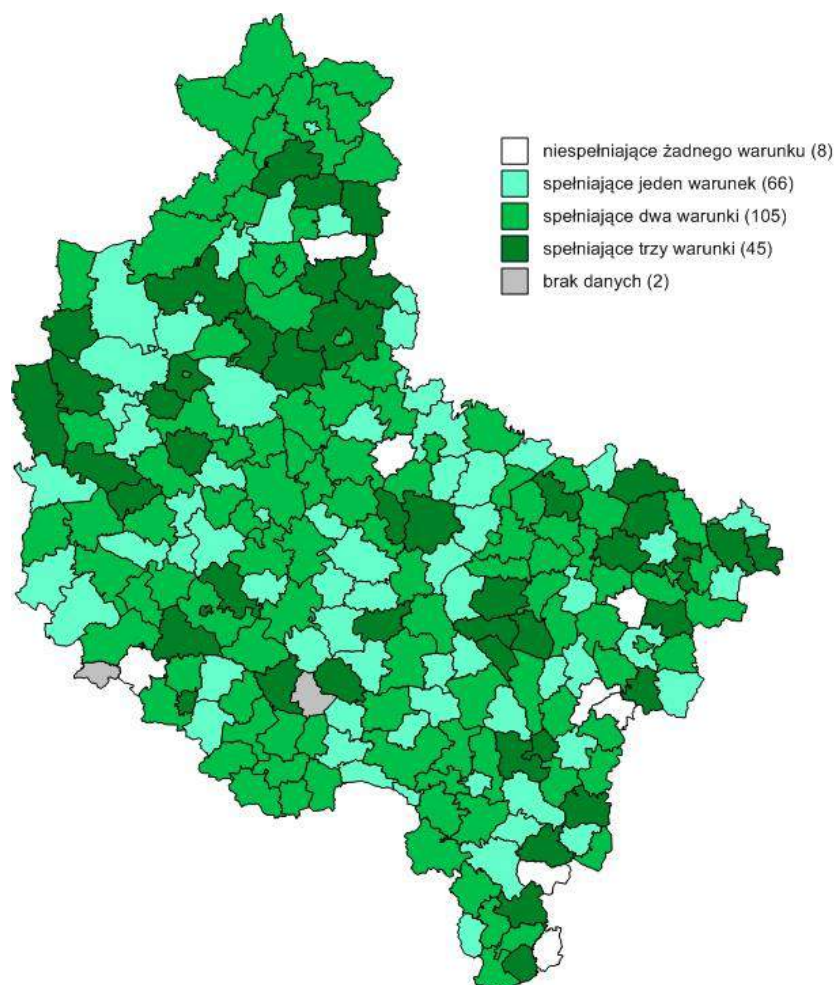 niespełniające żadnego warunku (8)
spełniające jeden warunek (66)
spełniające dwa warunki (105)
spełniające trzy warunki (45)
brak danych (2)